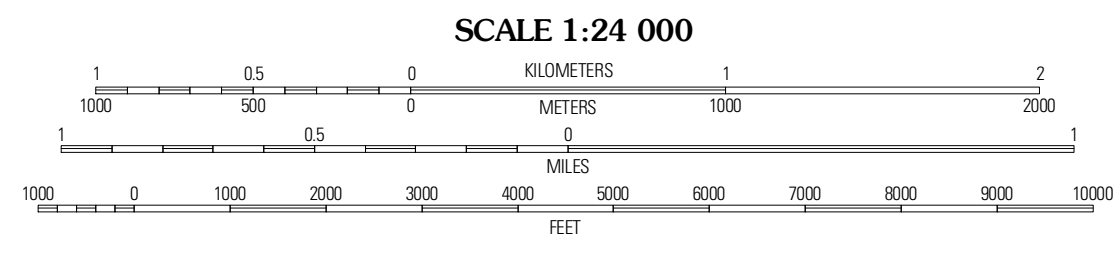 SCALE 1:24 000
1 0.5 0 KILOMETERS 1 2
1000 500 0 METERS 1000 2000
1 0.5 0 1
MILES
1000 0 1000 2000 3000 4000 5000 6000 7000 8000 9000 10000
FEET